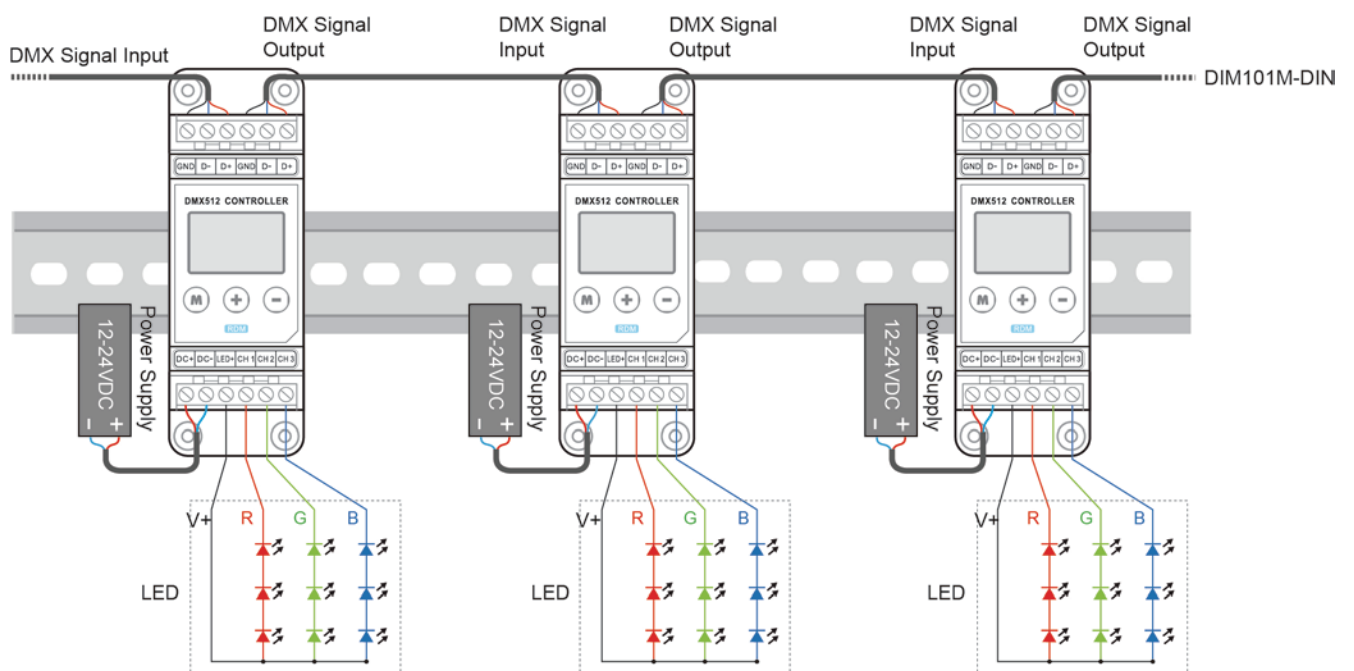 DMX Signal Input
DMX Signal
Output
DMX Signal
Input
DMX Signal
Output
DMX Signal
Input
DMX Signal
Output
DIM101M-DIN
GND D- D+ GND D- D+
GND D- D+ GND D- D+
GND D- D+ GND D- D+
DMX512 CONTROLLER
DMX512 CONTROLLER
DMX512 CONTROLLER
M + -
M + -
M + -
RDM
RDM
RDM
Power Supply
12-24VDC
- +
Power Supply
12-24VDC
- +
Power Supply
12-24VDC
- +
DC+ DC- LED+ CH 1 CH 2 CH 3
DC+ DC- LED+ CH 1 CH 2 CH 3
DC+ DC- LED+ CH 1 CH 2 CH 3
V+ R G B
V+ R G B
V+ R G B
LED
LED
LED